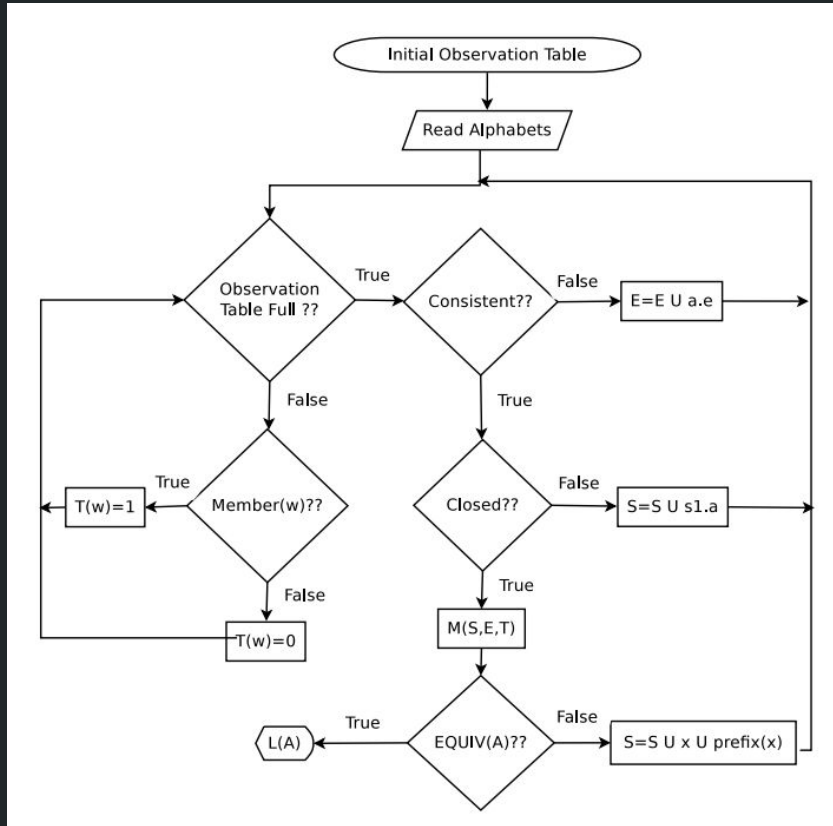 Initial Observation Table
Read Alphabets
Observation
Table Full ??
True
Consistent??
False
E=E U a.e
False
True
Member(w)??
True
T(w)=1
Closed??
False
S=S U s1.a
False
T(w)=0
True
M(S,E,T)
EQUIV(A)??
True
L(A)
False
S=S U x U prefix(x)